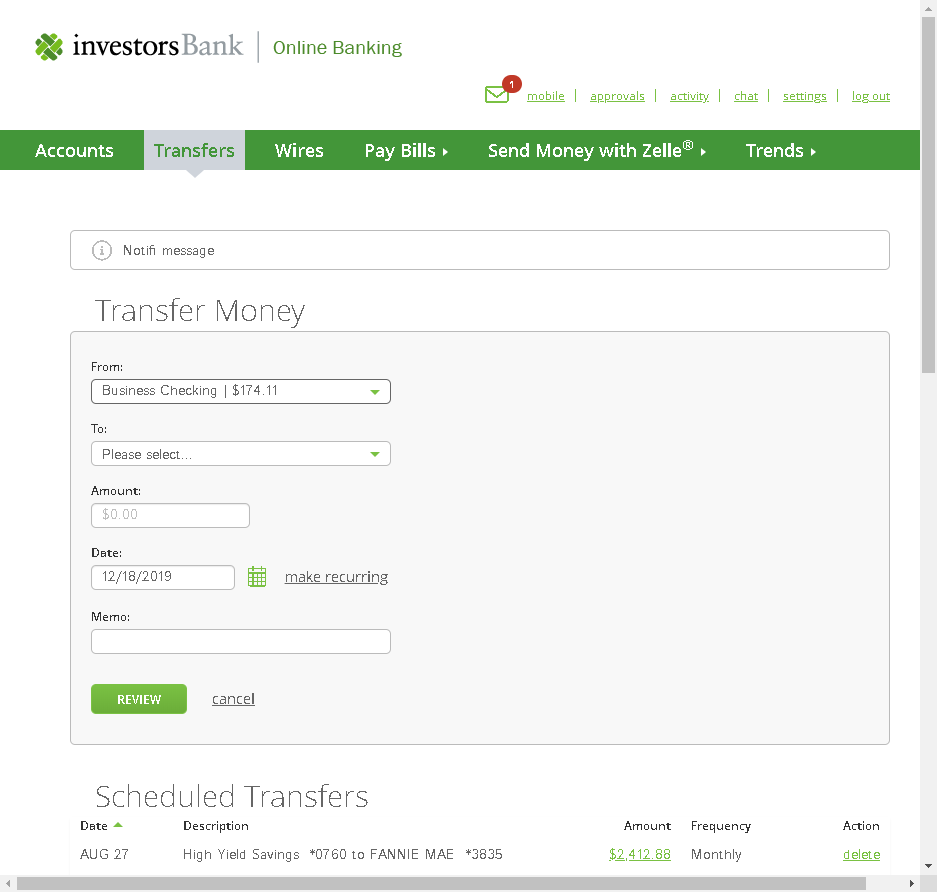 investorsBank Online Banking
1
mobile approvals activity chat settings log out
Accounts Transfers Wires Pay Bills Send Money with Zelle® Trends
Notifi message
Transfer Money
From:
Business Checking | $174.11
To:
Please select...
Amount:
$0.00
Date:
12/18/2019 make recurring
Memo:
REVIEW cancel
Scheduled Transfers
Date Description Amount Frequency Action
AUG 27 High Yield Savings *0760 to FANNIE MAE *3835 $2,412.88 Monthly delete